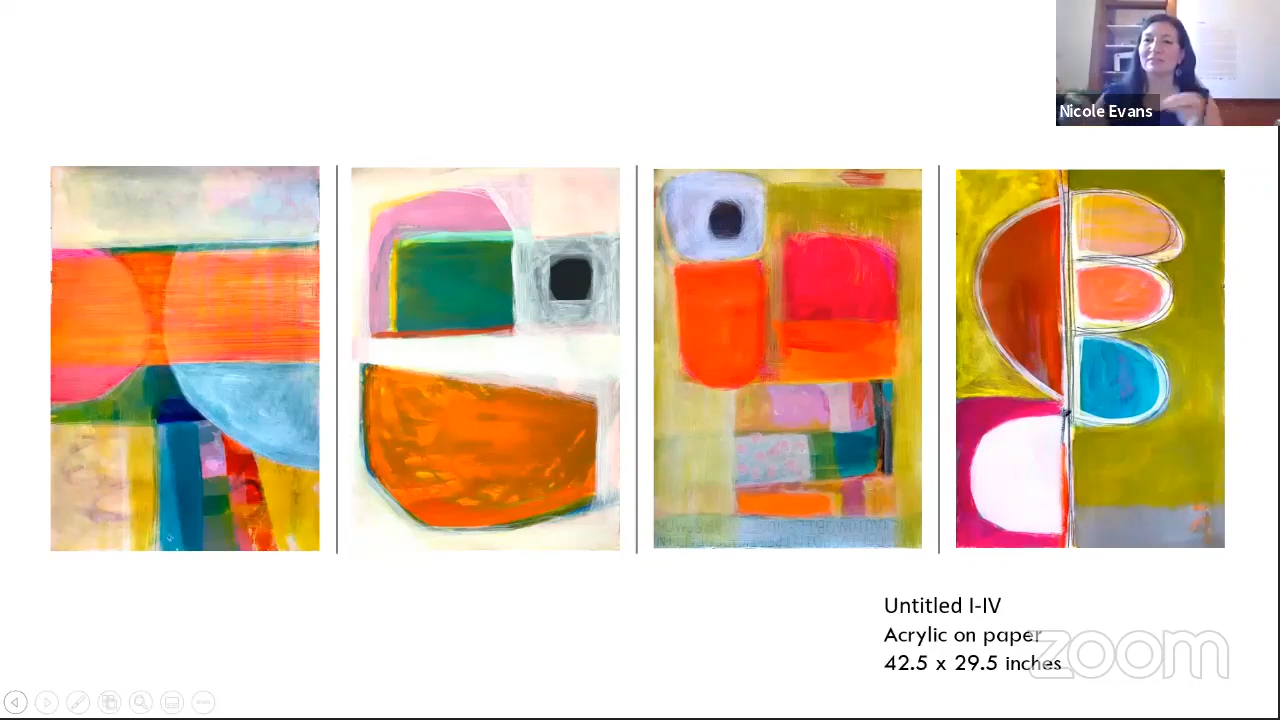 Nicole Evans
Untitled I-IV
Acrylic on paper
42.5 x 29.5 inches
zoom